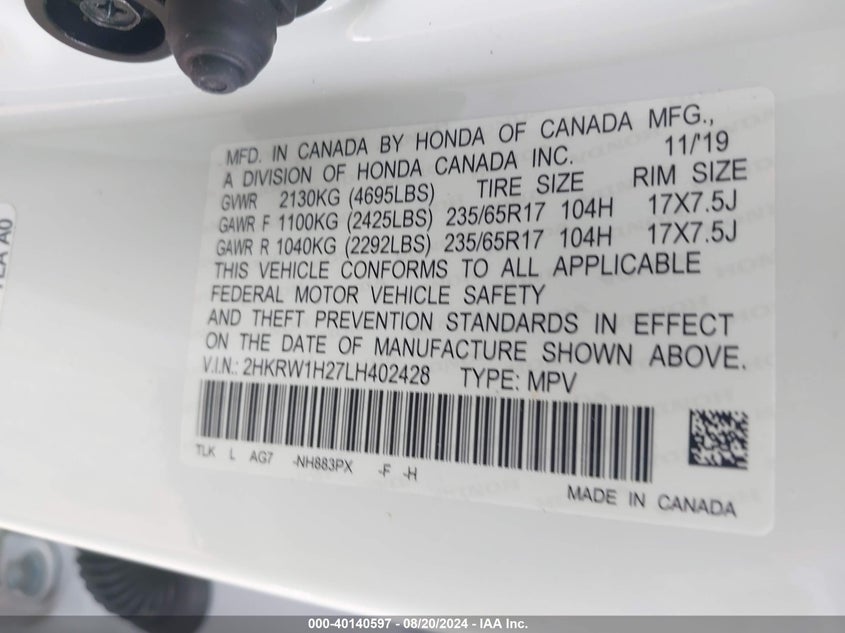 MFD. IN CANADA BY HONDA OF CANADA MFG.,
A DIVISION OF HONDA CANADA INC. 11/'19
GVWR 2130KG (4695LBS) TIRE SIZE RIM SIZE
GAWR F 1100KG (2425LBS) 235/65R17 104H 17X7.5J
GAWR R 1040KG (2292LBS) 235/65R17 104H 17X7.5J
THIS VEHICLE CONFORMS TO ALL APPLICABLE
FEDERAL MOTOR VEHICLE SAFETY
AND THEFT PREVENTION STANDARDS IN EFFECT
ON THE DATE OF MANUFACTURE SHOWN ABOVE.
V.I.N.: 2HKRW1H27LH402428 TYPE: MPV
TLK L AG7 -NH883PX -F -H
MADE IN CANADA
TLA A0
000-40140597 - 08/20/2024 - IAA Inc.